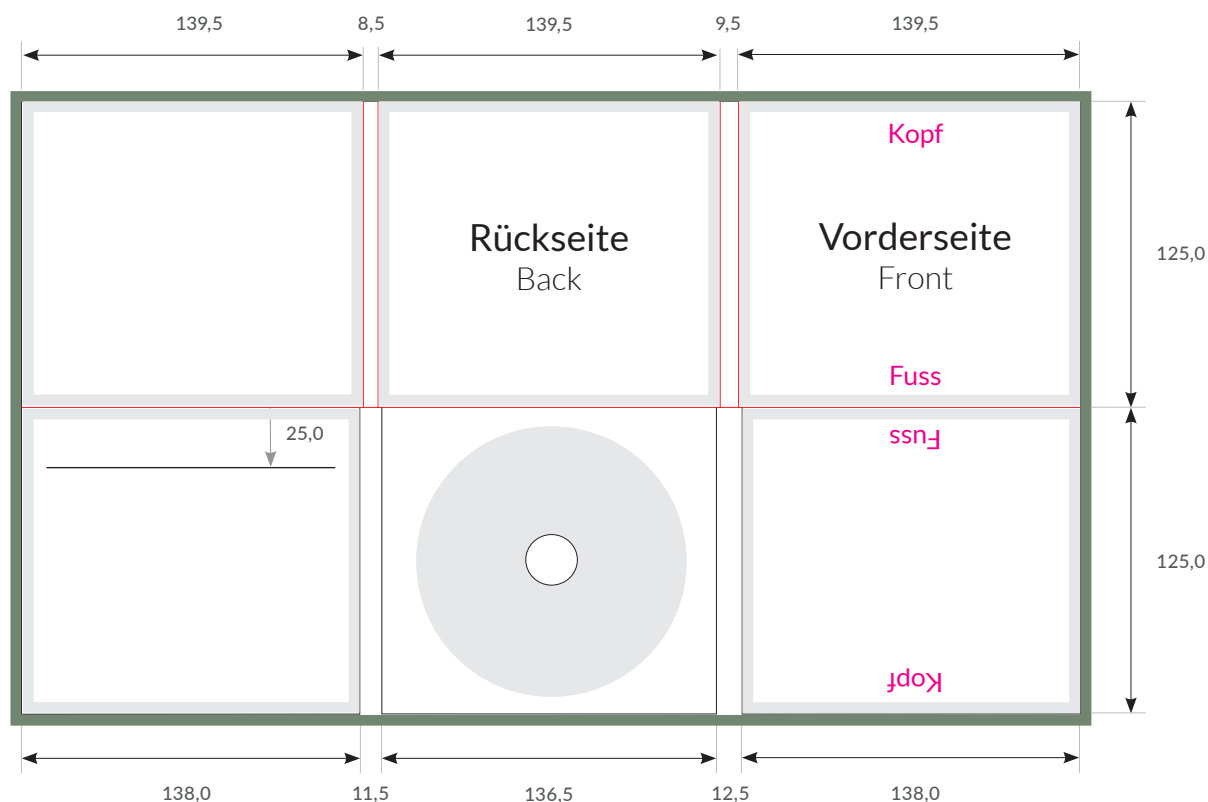 139,5
8,5
139,5
9,5
139,5
Kopf
Rückseite
Back
Vorderseite
Front
125,0
Fuss
25,0
Fuss
125,0
Kopf
138,0
11,5
136,5
12,5
138,0